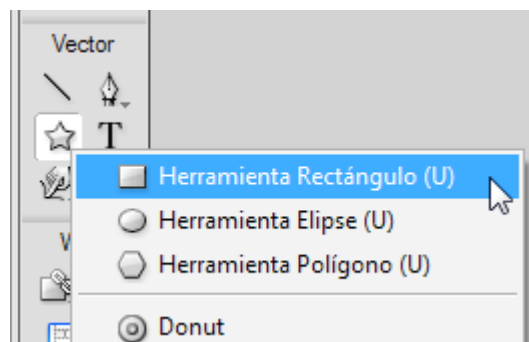 Vector
T
Herramienta Rectángulo (U)
Herramienta Elipse (U)
Herramienta Polígono (U)
Donut